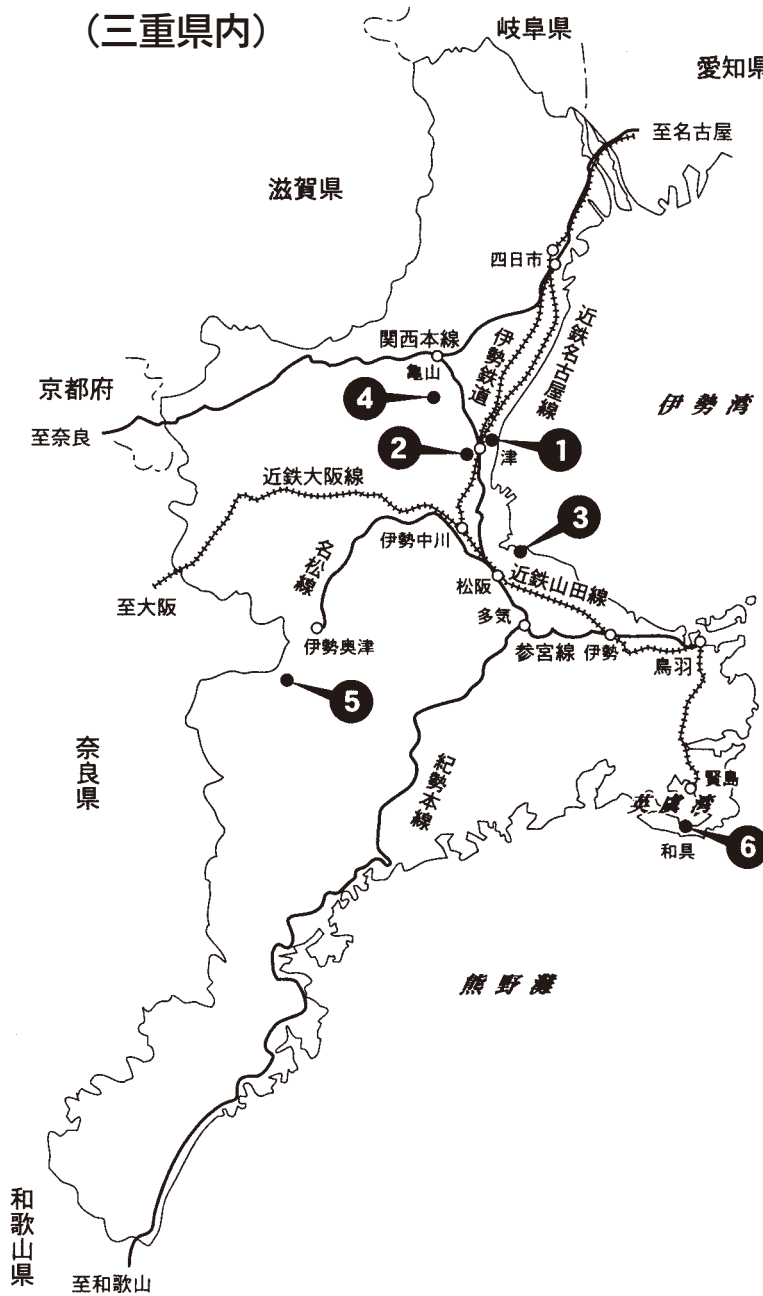 (三重県内)
岐阜県
愛知県
至名古屋
滋賀県
四日市
関西本線
亀山
伊勢鉄道
近鉄名古屋線
京都府
至奈良
伊勢湾
4
2
1
津
近鉄大阪線
3
伊勢中川
名松線
松阪
近鉄山田線
至大阪
多気
伊勢奥津
参宮線
伊勢
鳥羽
5
奈良県
紀勢本線
賢島
英虞湾
6
和具
熊野灘
和歌山県
至和歌山